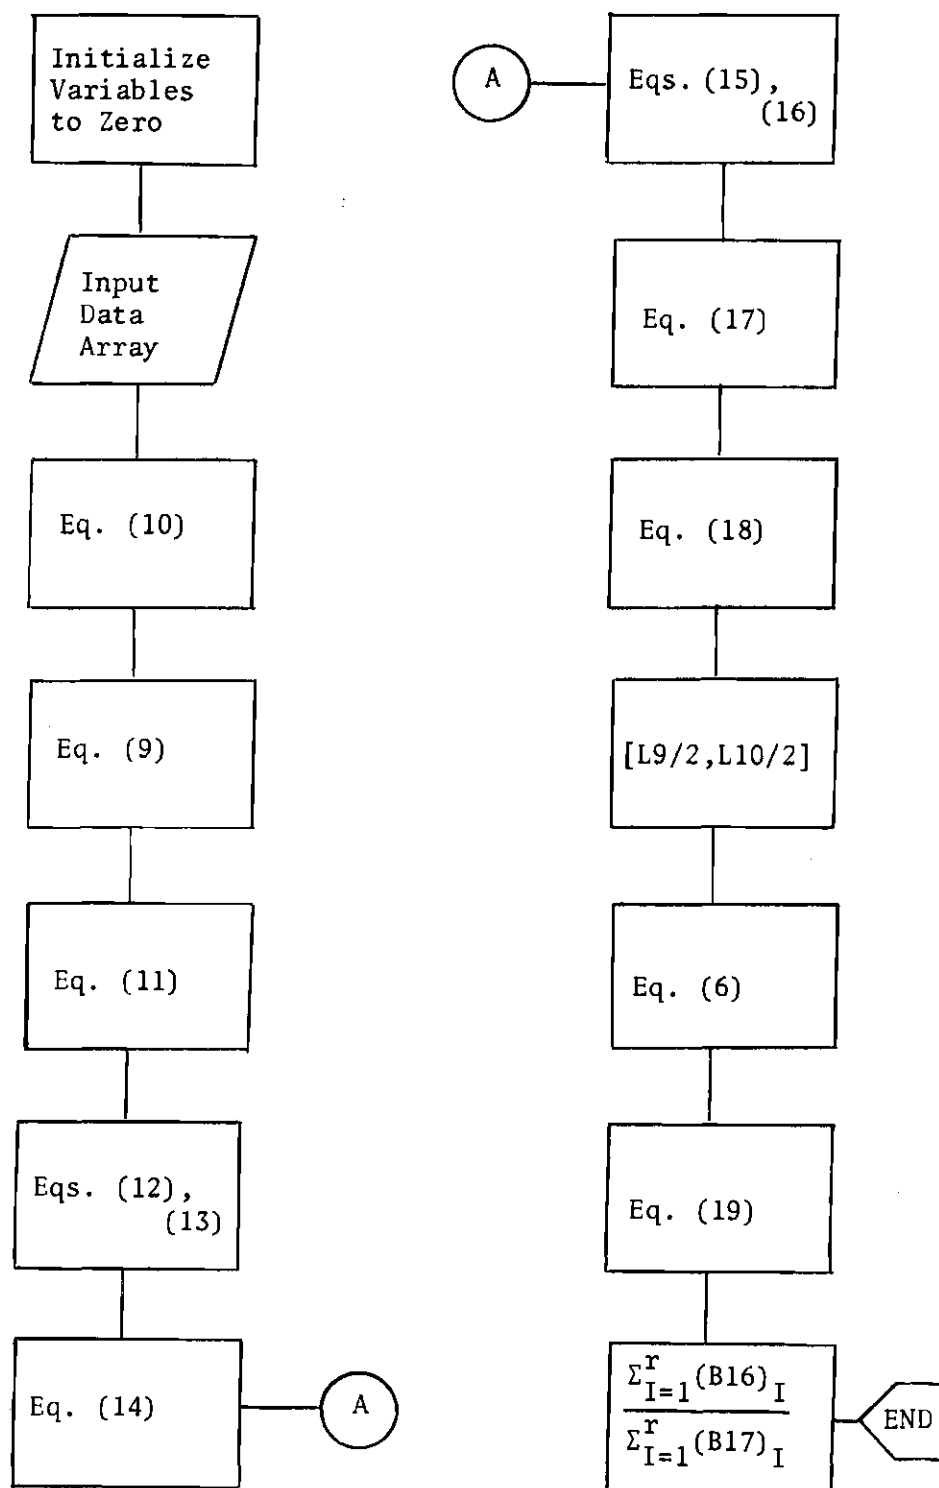 Initialize
Variables
to Zero
Input
Data
Array
Eq. (10)
Eq. (9)
Eq. (11)
Eqs. (12),
(13)
Eq. (14)
A
A
Eqs. (15),
(16)
Eq. (17)
Eq. (18)
[L9/2,L10/2]
Eq. (6)
Eq. (19)
Σ^r_{I=1}(B16)_I
Σ^r_{I=1}(B17)_I
END